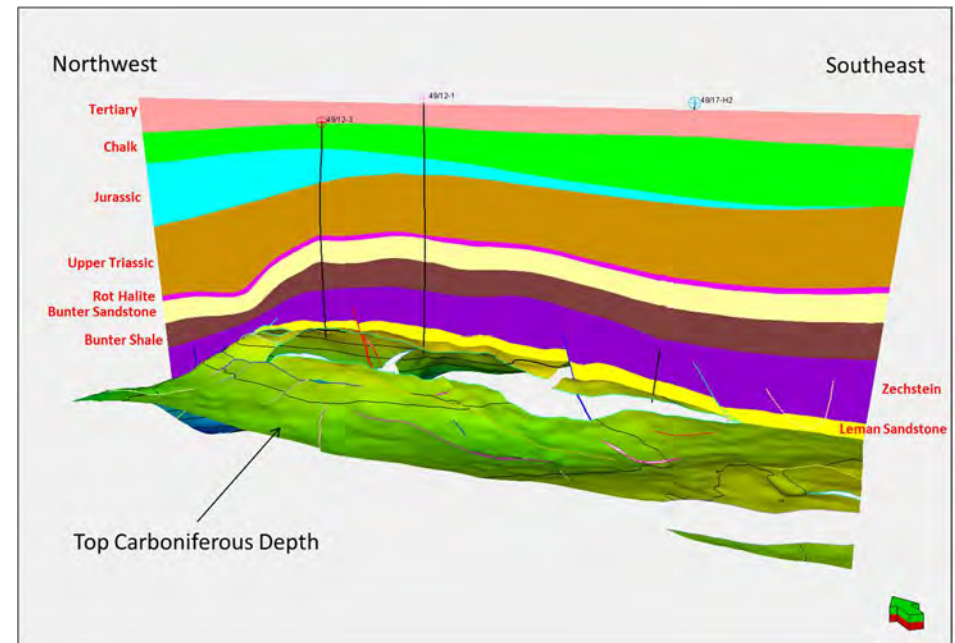 Northwest
Southeast
49/12-1
49/17-H2
Tertiary
49/12-3
Chalk
Jurassic
Upper Triassic
Rot Halite
Bunter Sandstone
Bunter Shale
Zechstein
Leman Sandstone
Top Carboniferous Depth